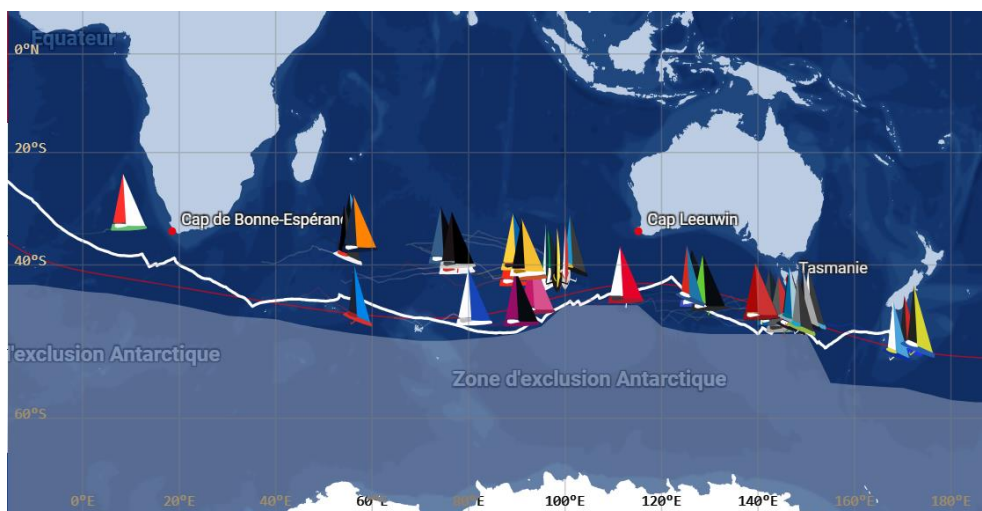 Equateur
0°N
20°S
Cap de Bonne-Espéran
Cap Leeuwin
40°S
Tasmanie
'exclusion Antarctique
Zone d'exclusion Antarctique
60°S
0°E 20°E 40°E 60°E 80°E 100°E 120°E 140°E 160°E 180°E